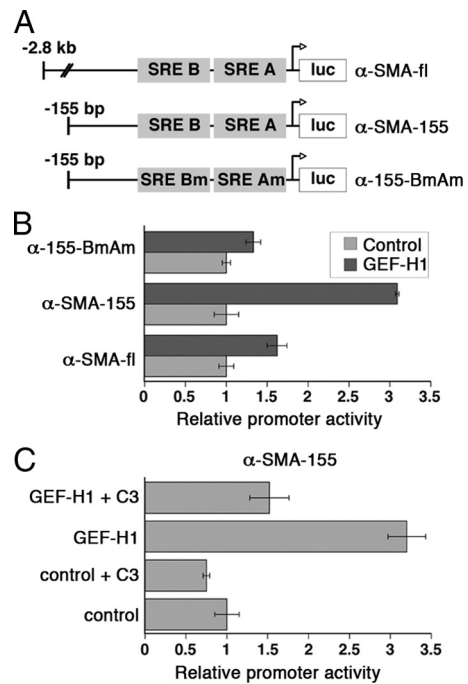 A
-2.8 kb
SRE B SRE A luc α-SMA-fl
-155 bp
SRE B SRE A luc α-SMA-155
-155 bp
SRE Bm SRE Am luc α-155-BmAm
B
Control
GEF-H1
α-155-BmAm
α-SMA-155
α-SMA-fl
0 0.5 1 1.5 2 2.5 3 3.5
Relative promoter activity
C
α-SMA-155
GEF-H1 + C3
GEF-H1
control + C3
control
0 0.5 1 1.5 2 2.5 3 3.5
Relative promoter activity